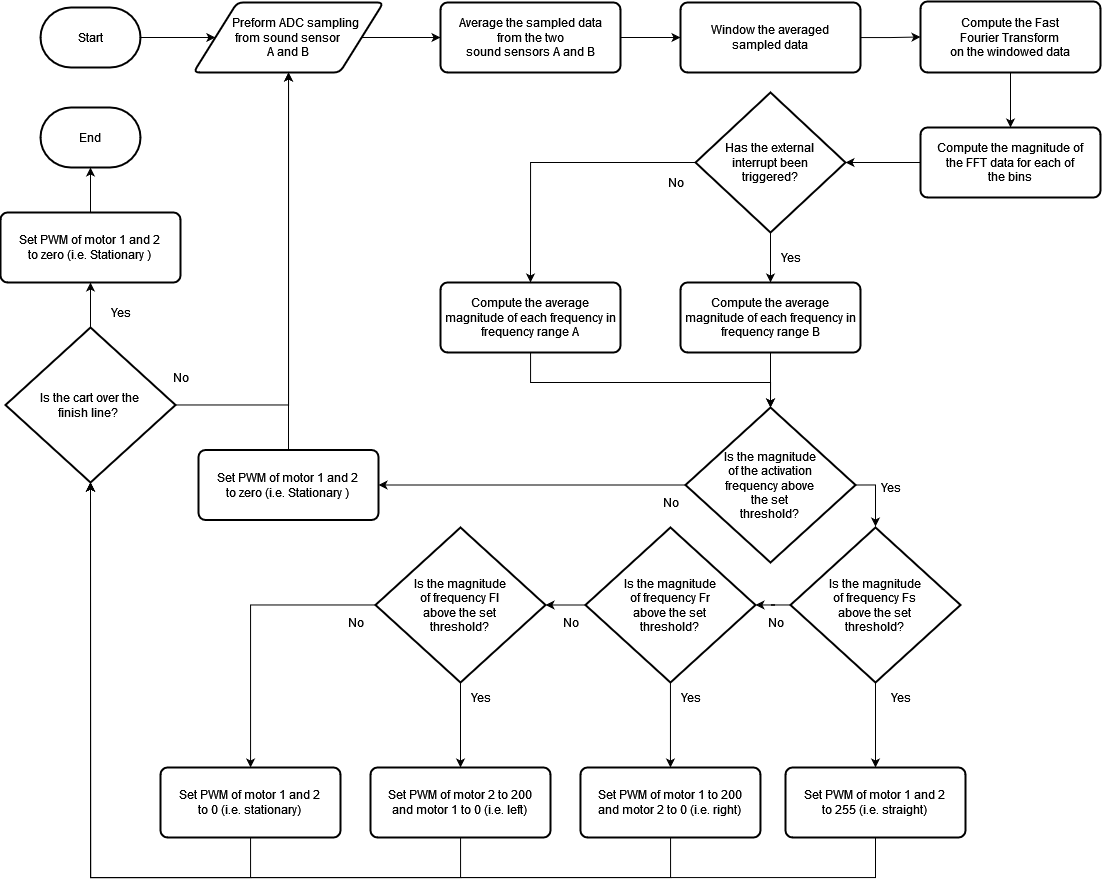 Start
Preform ADC sampling
from sound sensor
A and B
Average the sampled data
from the two
sound sensors A and B
Window the averaged
sampled data
Compute the Fast
Fourier Transform
on the windowed data
End
Has the external
interrupt been
triggered?
Compute the magnitude of
the FFT data for each of
the bins
No
Yes
Set PWM of motor 1 and 2
to zero (i.e. Stationary )
Compute the average
magnitude of each frequency in
frequency range A
Compute the average
magnitude of each frequency in
frequency range B
Yes
No
Is the cart over the
finish line?
Set PWM of motor 1 and 2
to zero (i.e. Stationary )
Is the magnitude
of the activation
frequency above
the set
threshold?
No
Yes
Is the magnitude
of frequency Fl
above the set
threshold?
Is the magnitude
of frequency Fr
above the set
threshold?
Is the magnitude
of frequency Fs
above the set
threshold?
No
No
No
Yes
Yes
Yes
Set PWM of motor 1 and 2
to 0 (i.e. stationary)
Set PWM of motor 2 to 200
and motor 1 to 0 (i.e. left)
Set PWM of motor 1 to 200
and motor 2 to 0 (i.e. right)
Set PWM of motor 1 and 2
to 255 (i.e. straight)